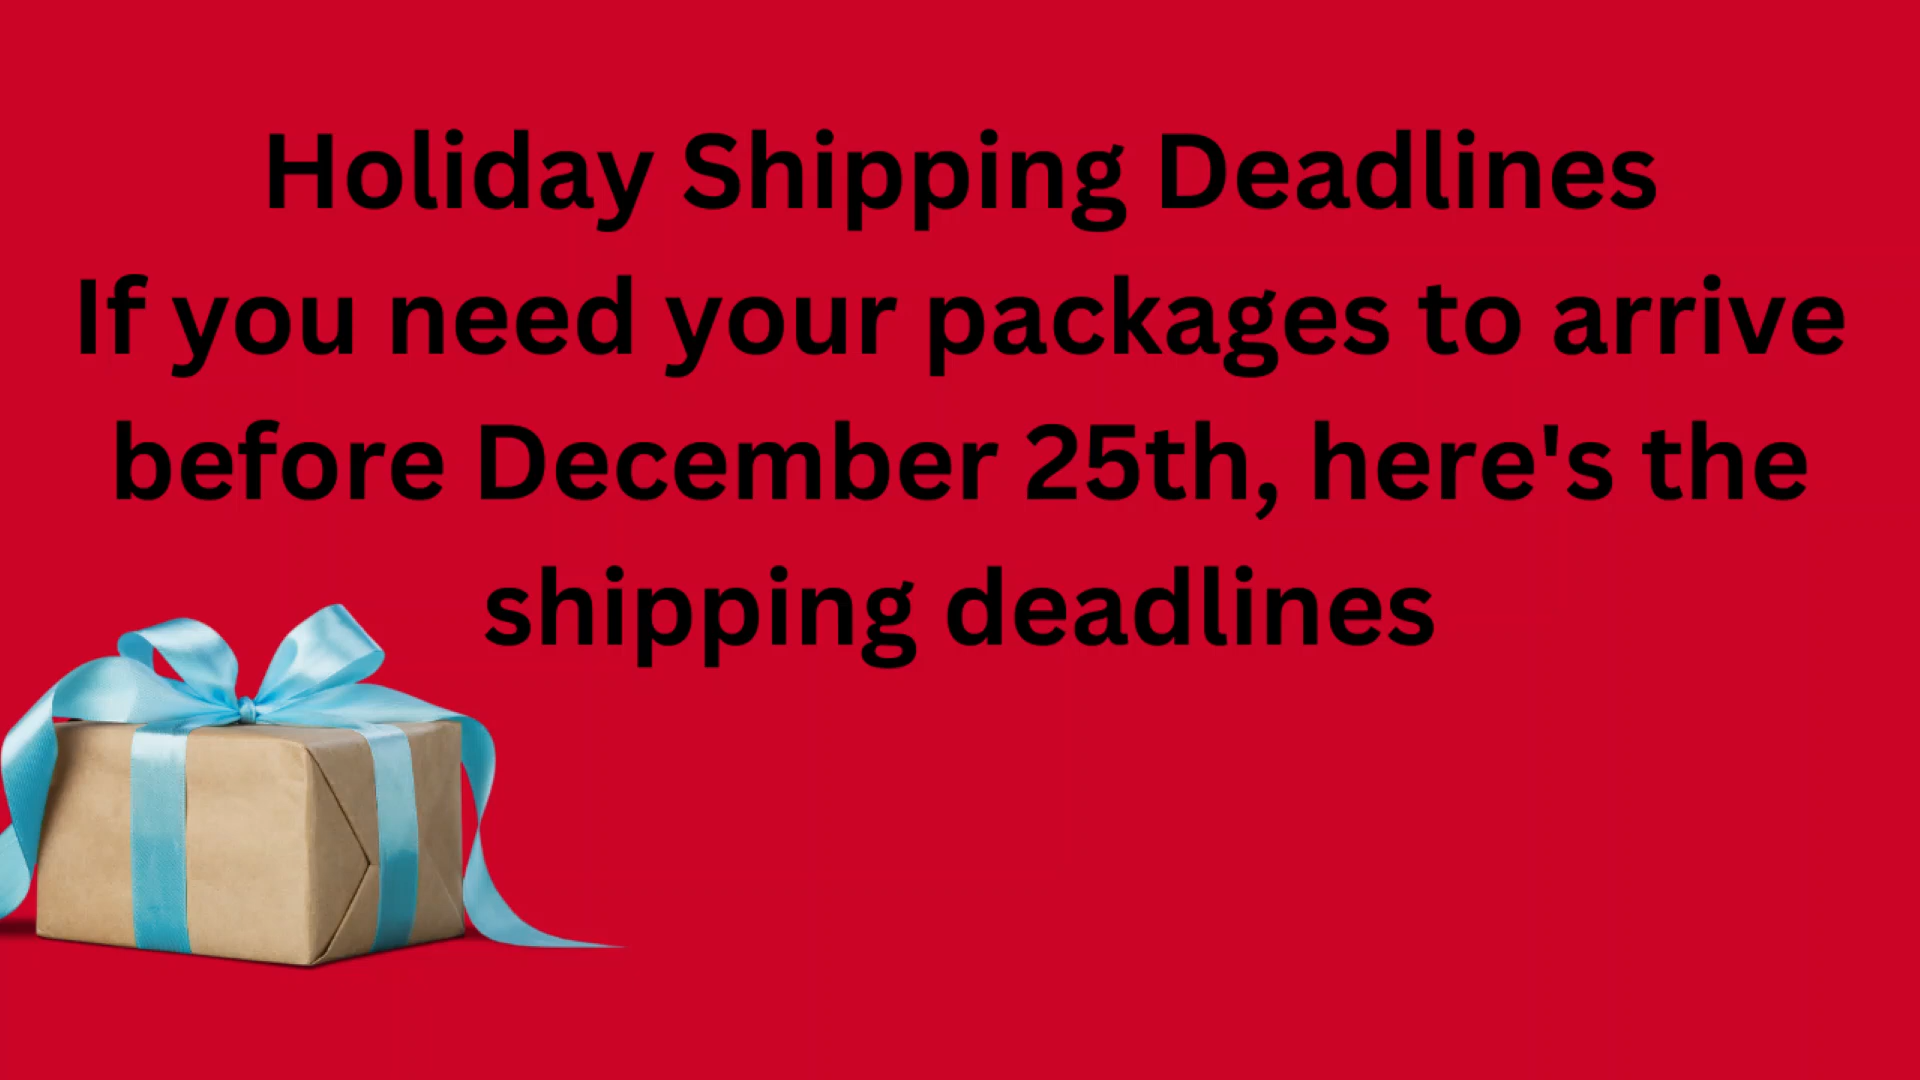 Holiday Shipping Deadlines
If you need your packages to arrive
before December 25th, here's the
shipping deadlines